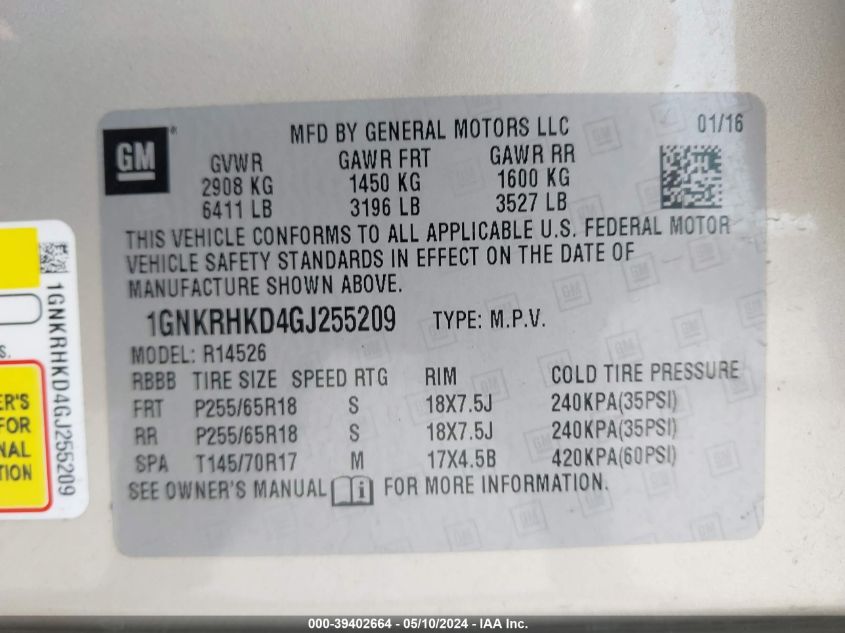 GM
MFD BY GENERAL MOTORS LLC 01/16
GVWR GAWR FRT GAWR RR
2908 KG 1450 KG 1600 KG
6411 LB 3196 LB 3527 LB
THIS VEHICLE CONFORMS TO ALL APPLICABLE U.S. FEDERAL MOTOR
VEHICLE SAFETY STANDARDS IN EFFECT ON THE DATE OF
MANUFACTURE SHOWN ABOVE.
1GNKRHKD4GJ255209 TYPE: M.P.V.
MODEL: R14526
RBBB TIRE SIZE SPEED RTG RIM COLD TIRE PRESSURE
FRT P255/65R18 S 18X7.5J 240KPA(35PSI)
RR P255/65R18 S 18X7.5J 240KPA(35PSI)
SPA T145/70R17 M 17X4.5B 420KPA(60PSI)
SEE OWNER'S MANUAL FOR MORE INFORMATION.
1GNKRHKD4GJ255209
S.
ER'S
FOR
NAL
TION
000-39402664 - 05/10/2024 - IAA Inc.